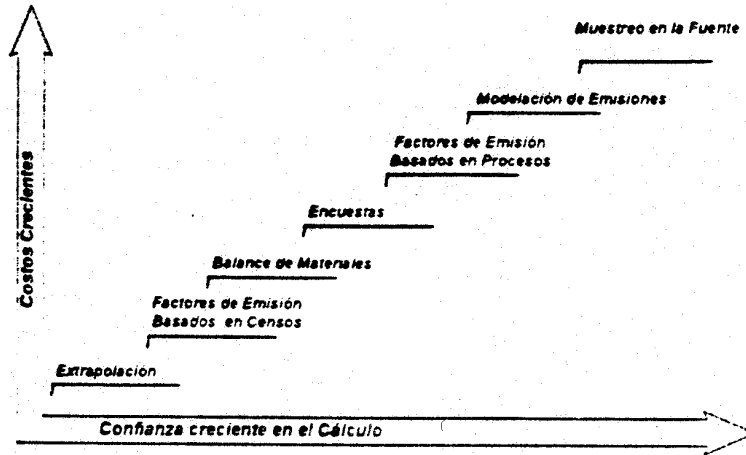 Muestreo en la Fuente
Modelación de Emisiones
Factores de Emisión
Basados en Procesos
Encuestas
Balance de Materiales
Factores de Emisión
Basados en Censos
Extrapolación
Costos Crecientes
Confianza creciente en el Cálculo